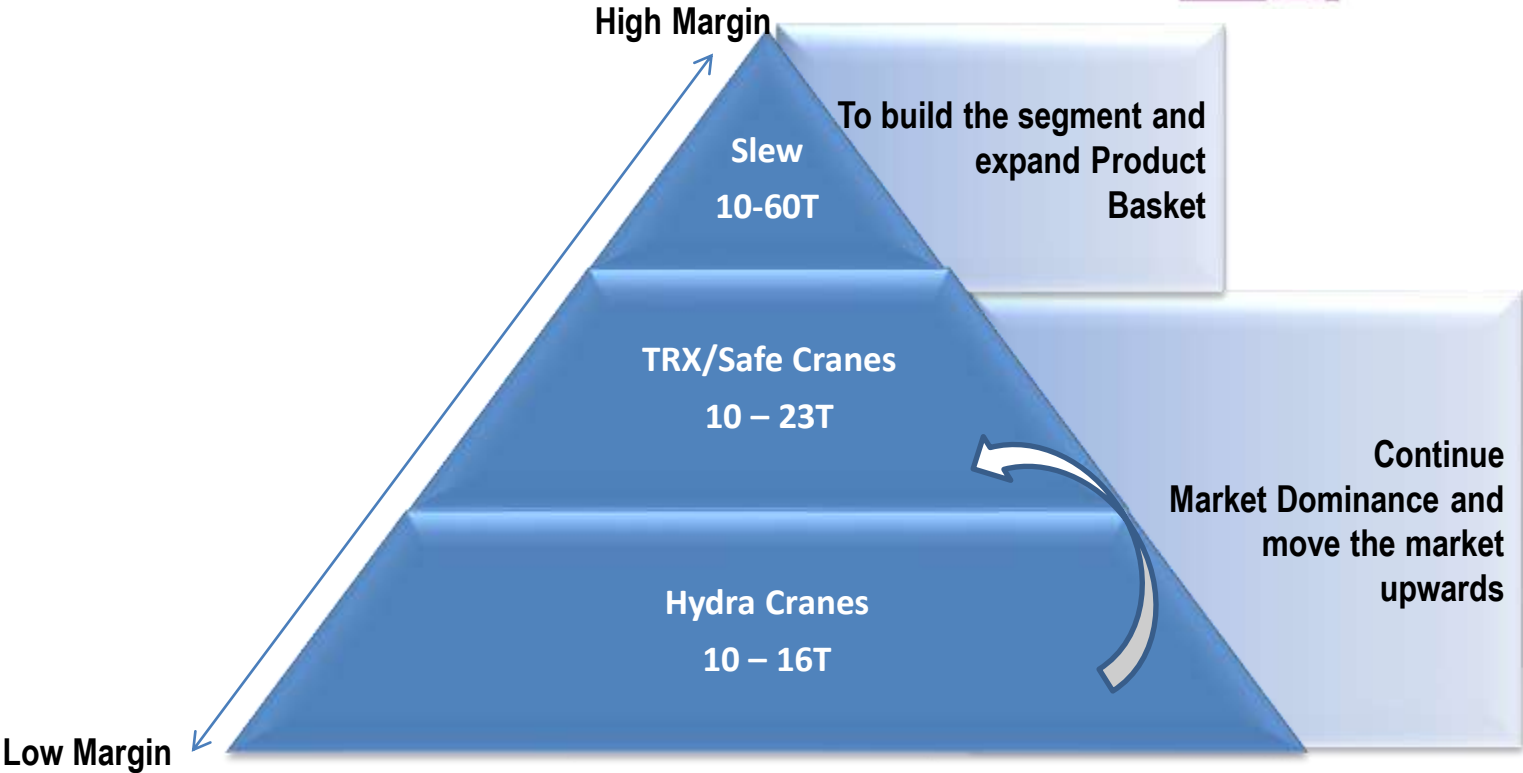 High Margin
To build the segment and
expand Product
Basket
Slew
10-60T
TRX/Safe Cranes
10 – 23T
Continue
Market Dominance and
move the market
upwards
Hydra Cranes
10 – 16T
Low Margin